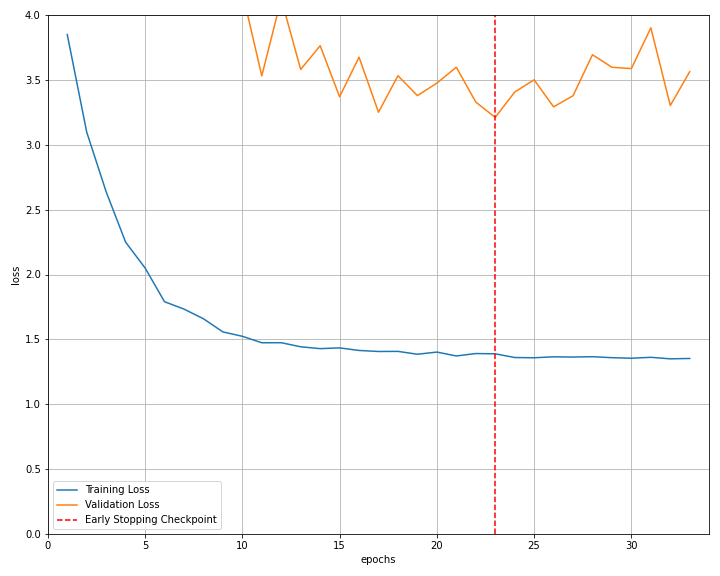 4.0
3.5
3.0
2.5
2.0
1.5
1.0
0.5
0.0
loss
Training Loss
Validation Loss
Early Stopping Checkpoint
0 5 10 15 20 25 30
epochs